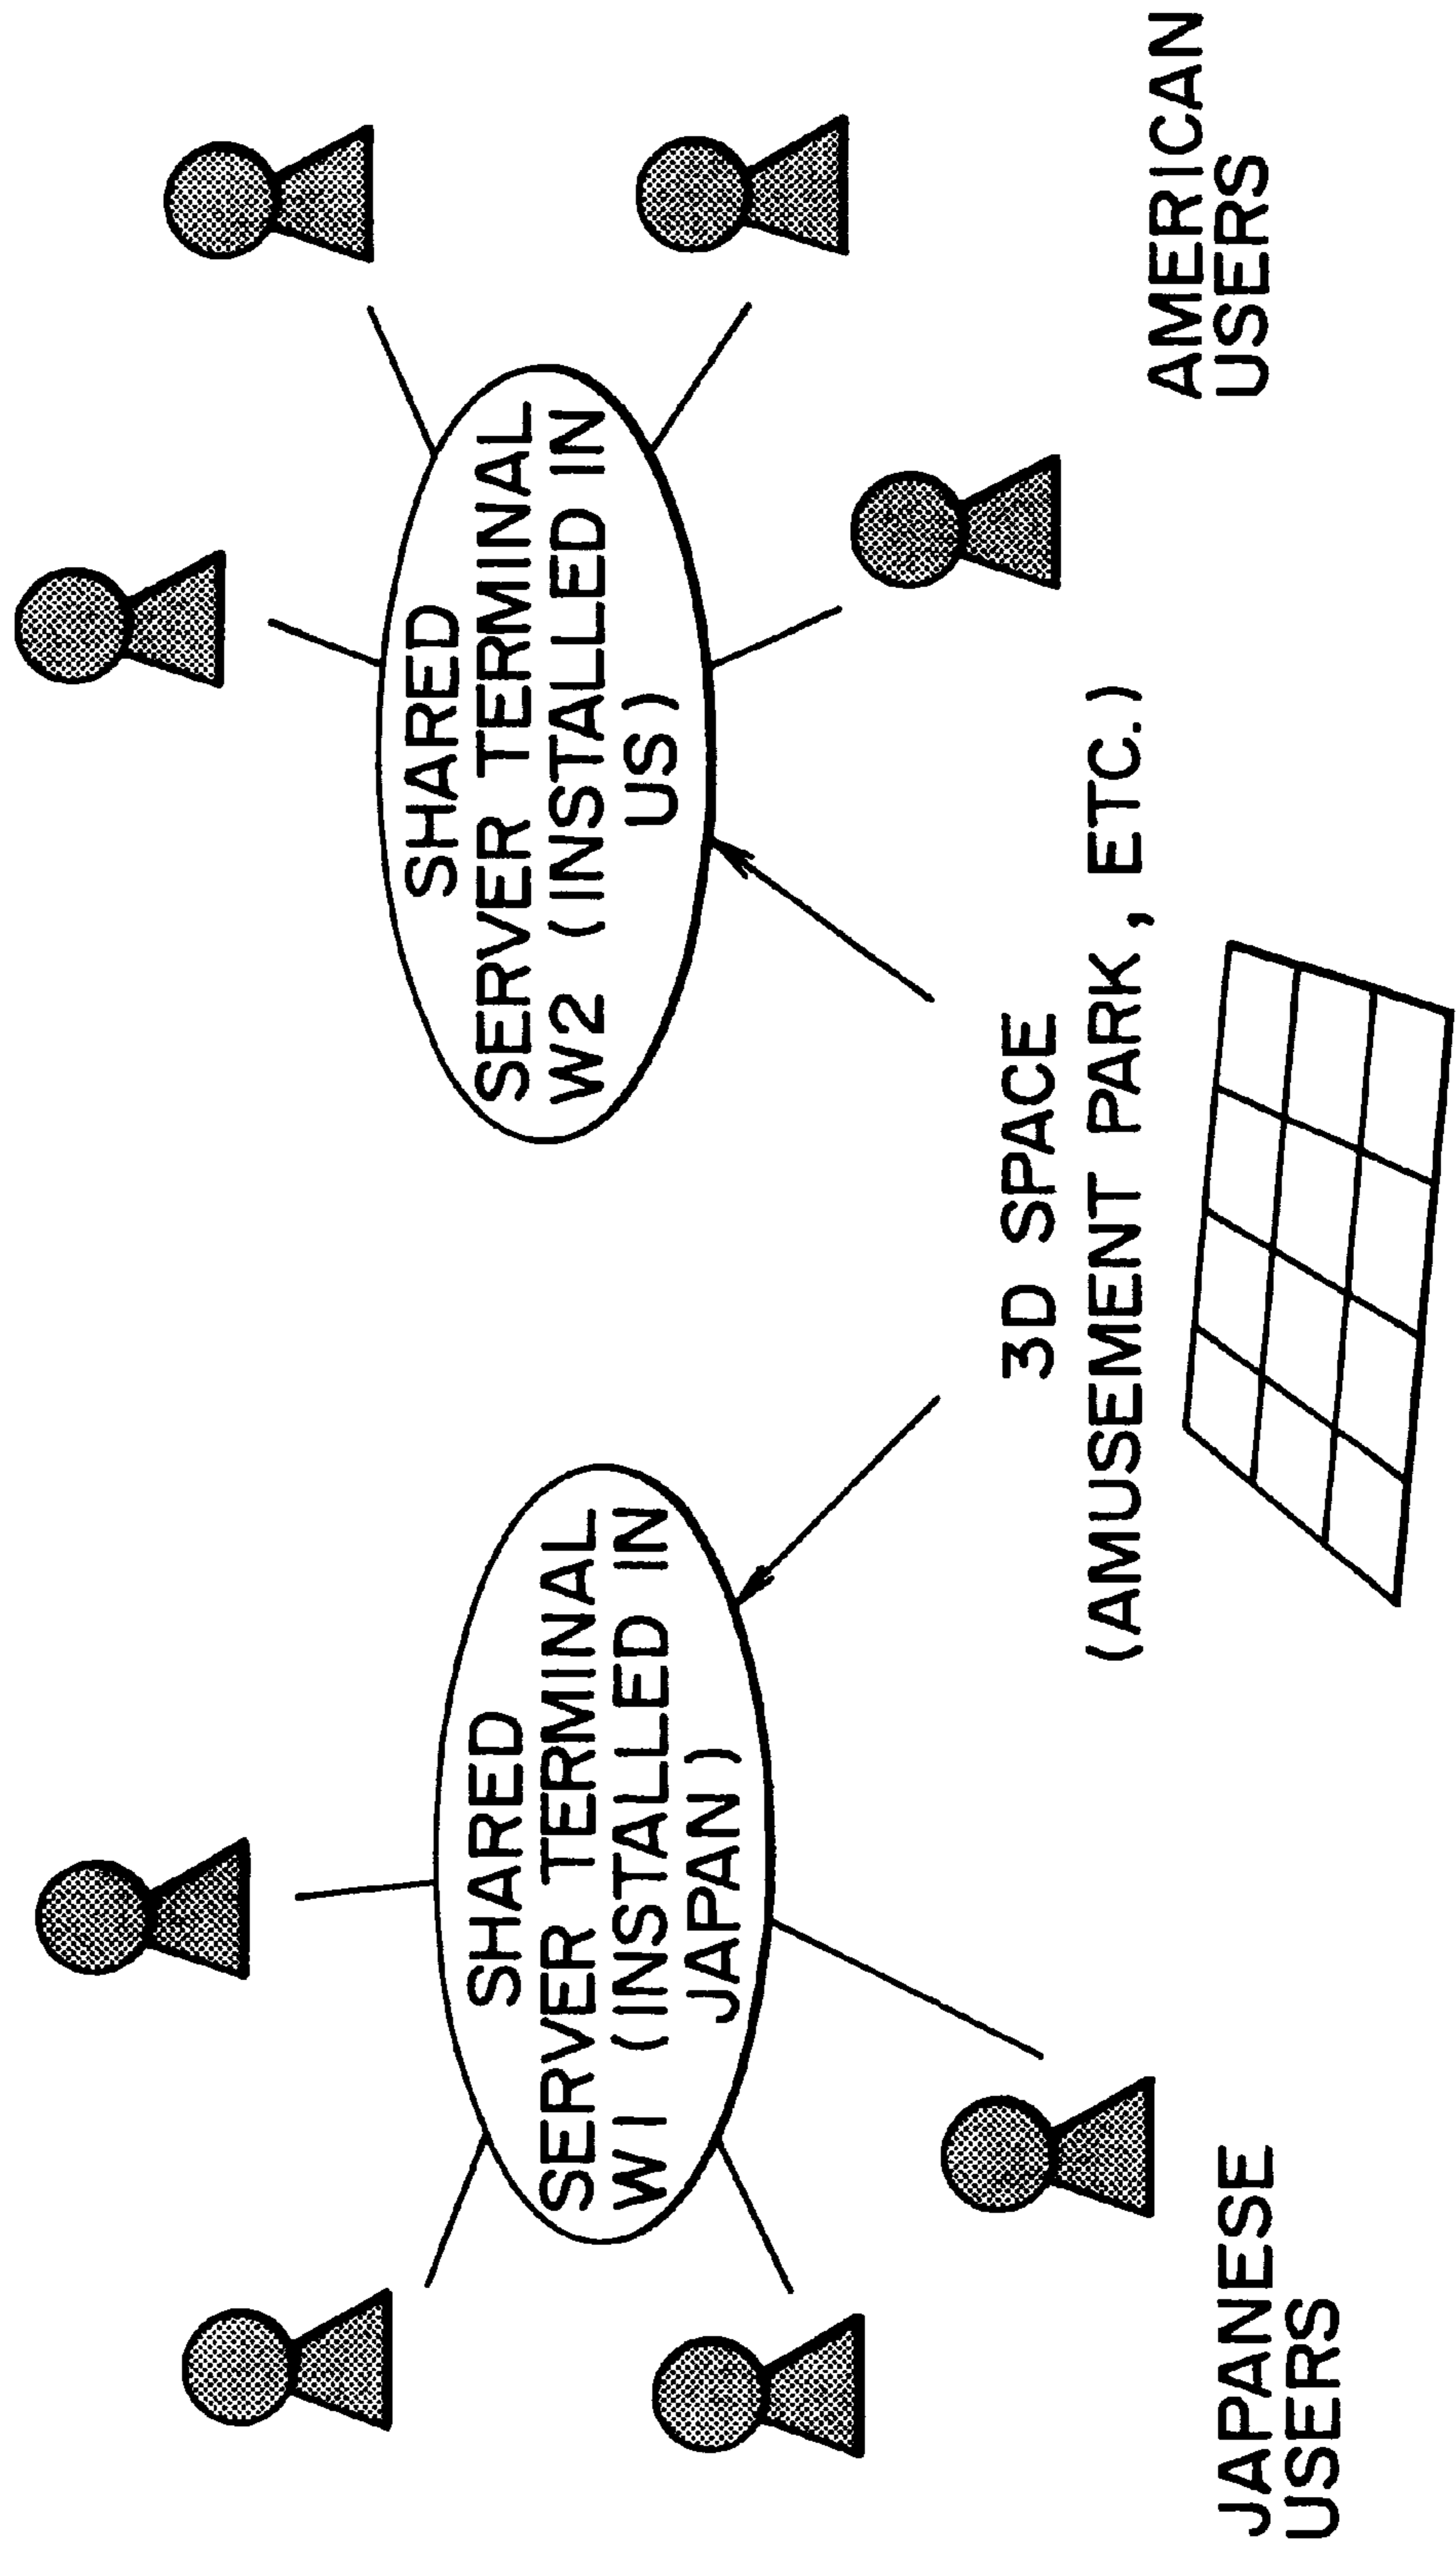 SHARED
SERVER TERMINAL
W1 (INSTALLED IN
JAPAN)
SHARED
SERVER TERMINAL
W2 (INSTALLED IN
US)
3D SPACE
(AMUSEMENT PARK, ETC.)
JAPANESE
USERS
AMERICAN
USERS